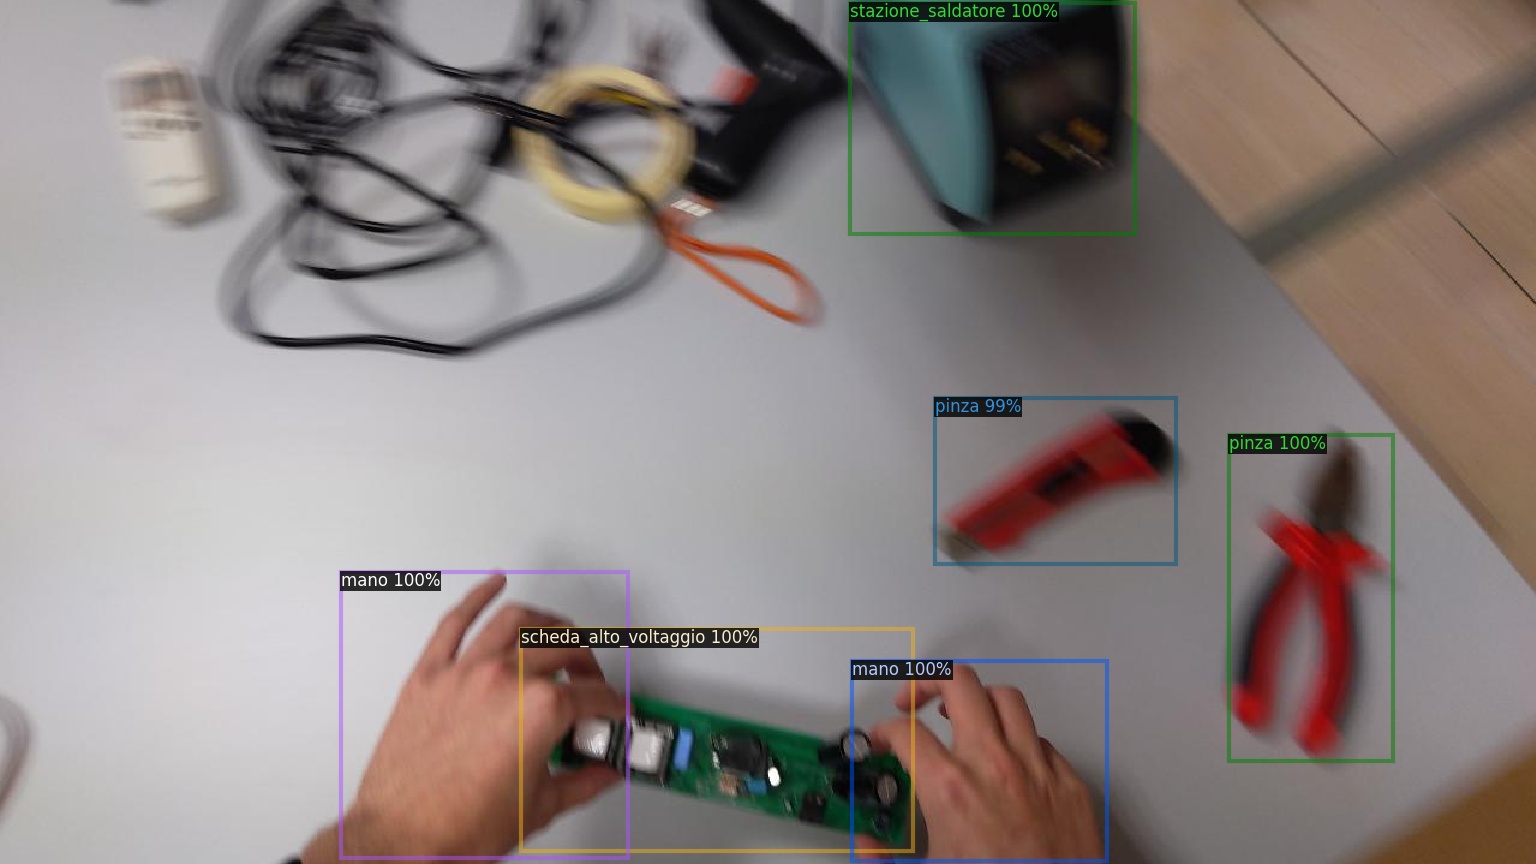 stazione_saldatore 100%
pinza 99%
pinza 100%
mano 100%
scheda_alto_voltaggio 100%
mano 100%